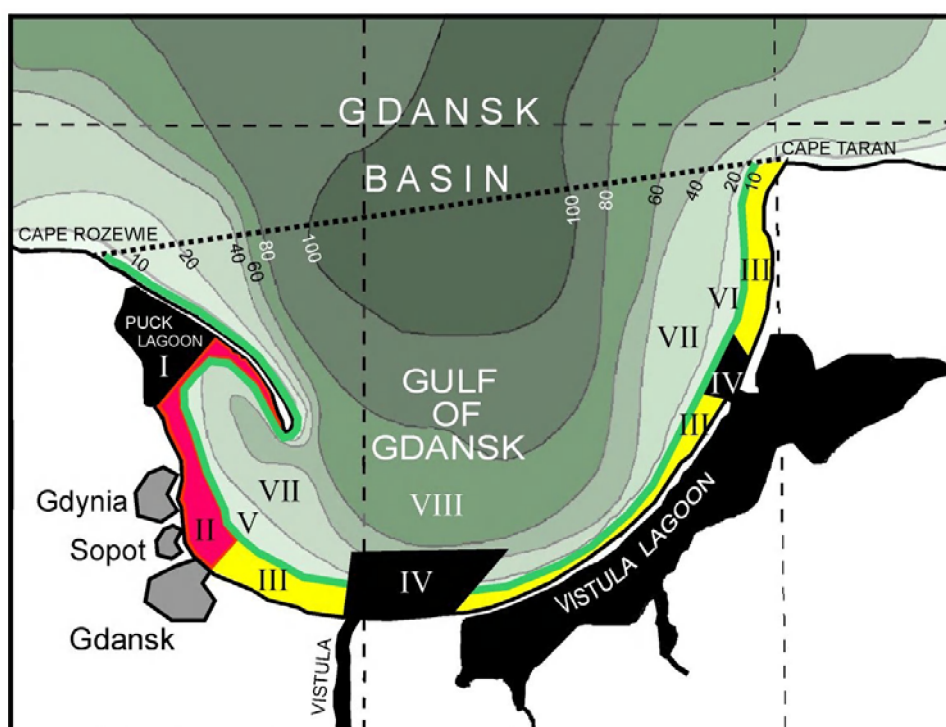 GDANSK
BASIN
CAPE TARAN
CAPE ROZEWIE
10
20
40
60
80
100
100
80
60
40
20
10
PUCK
LAGOON
I
III
VI
VII
IV
III
GULF
OF
GDANSK
VII
VIII
Gdynia
II
V
Sopot
III
IV
Gdansk
VISTULA
VISTULA LAGOON